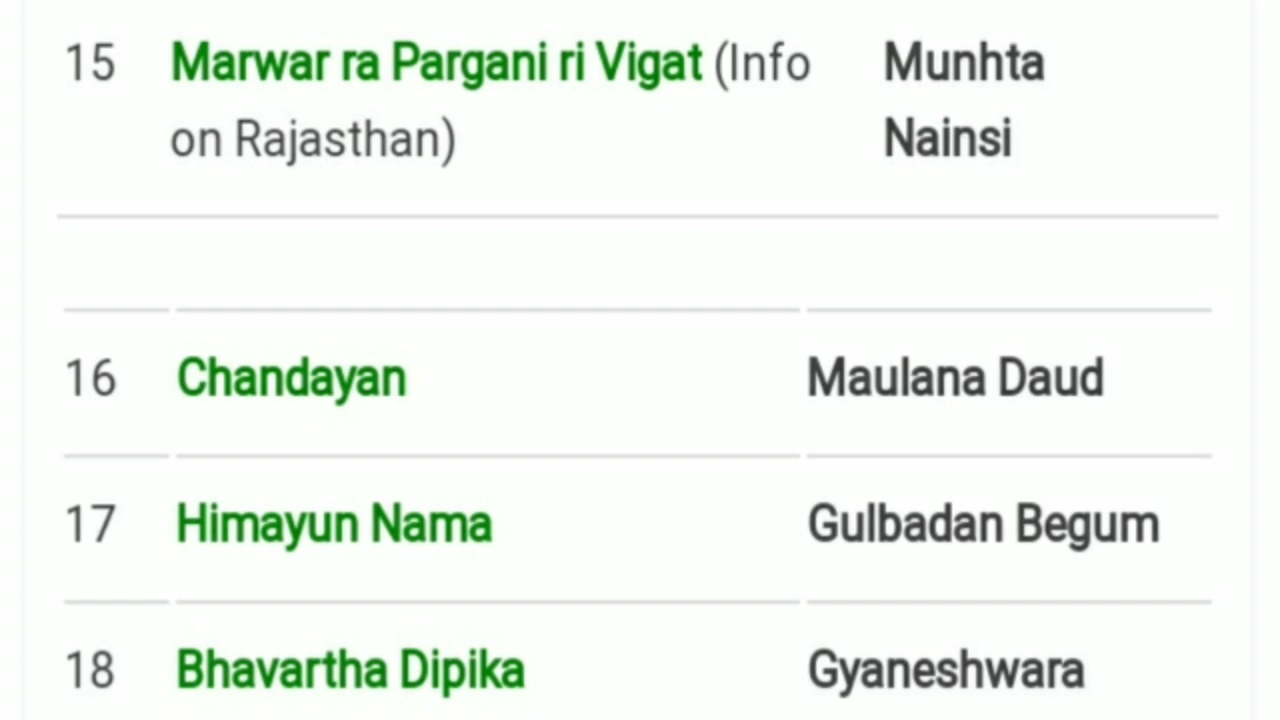 15 Marwar ra Pargani ri Vigat (Info Munhta
on Rajasthan) Nainsi
16 Chandayan Maulana Daud
17 Himayun Nama Gulbadan Begum
18 Bhavartha Dipika Gyaneshwara